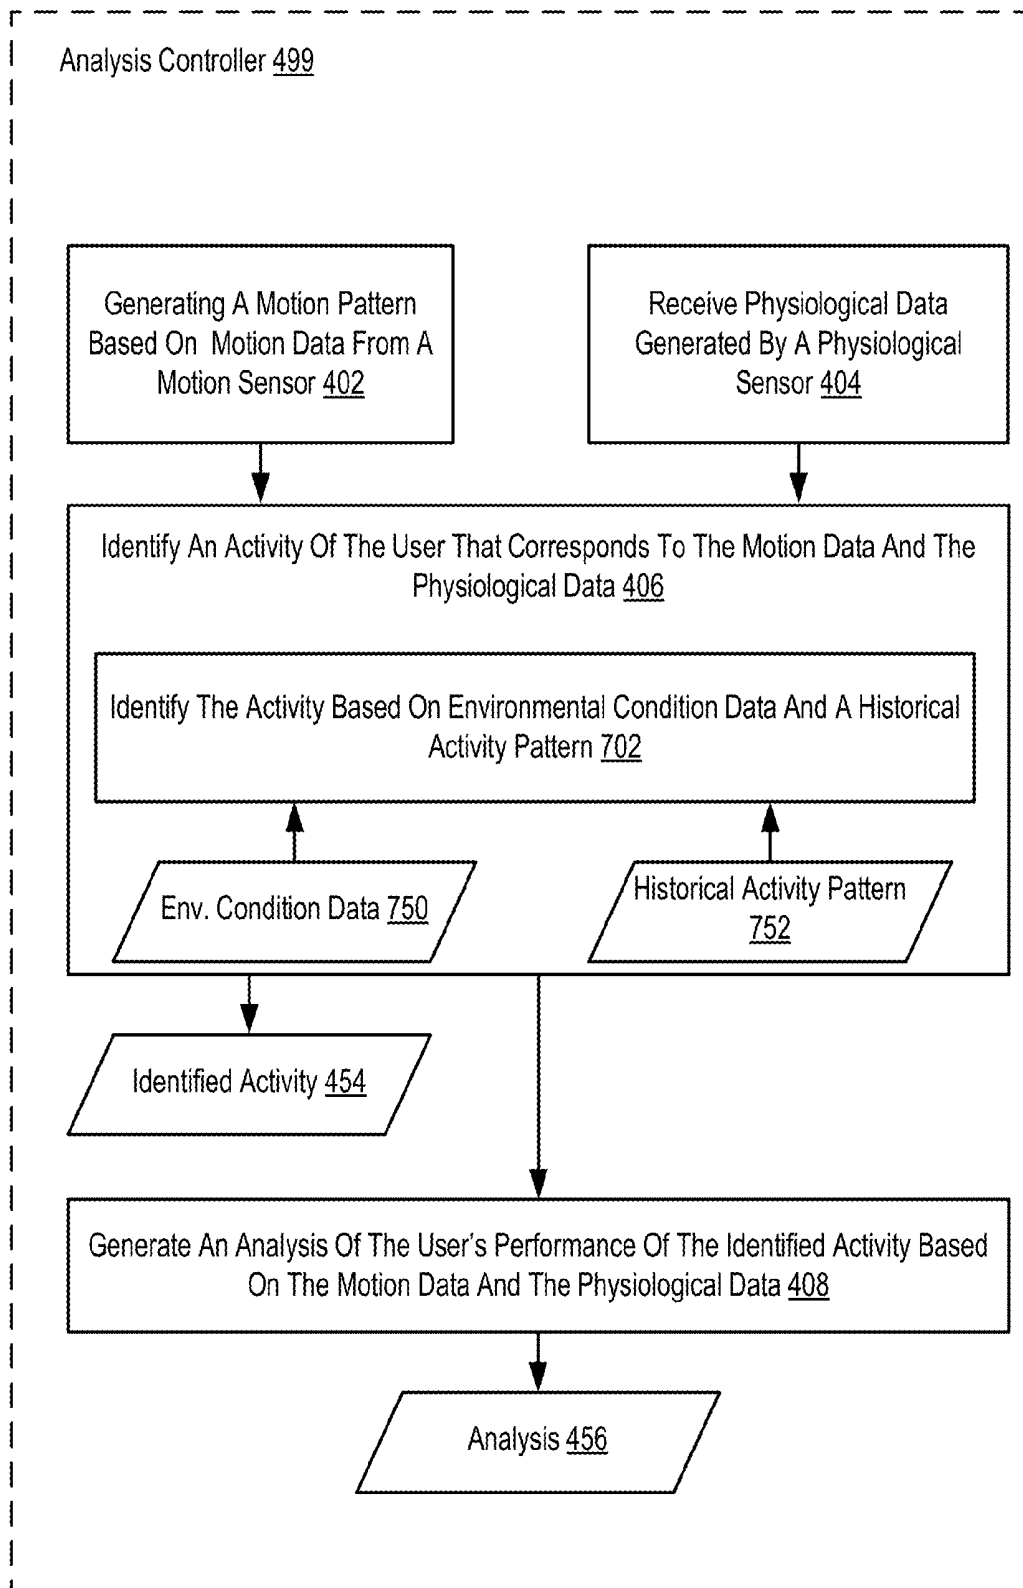 Analysis Controller 499
Generating A Motion Pattern
Based On Motion Data From A
Motion Sensor 402
Receive Physiological Data
Generated By A Physiological
Sensor 404
Identify An Activity Of The User That Corresponds To The Motion Data And The
Physiological Data 406
Identify The Activity Based On Environmental Condition Data And A Historical
Activity Pattern 702
Env. Condition Data 750
Historical Activity Pattern
752
Identified Activity 454
Generate An Analysis Of The User's Performance Of The Identified Activity Based
On The Motion Data And The Physiological Data 408
Analysis 456